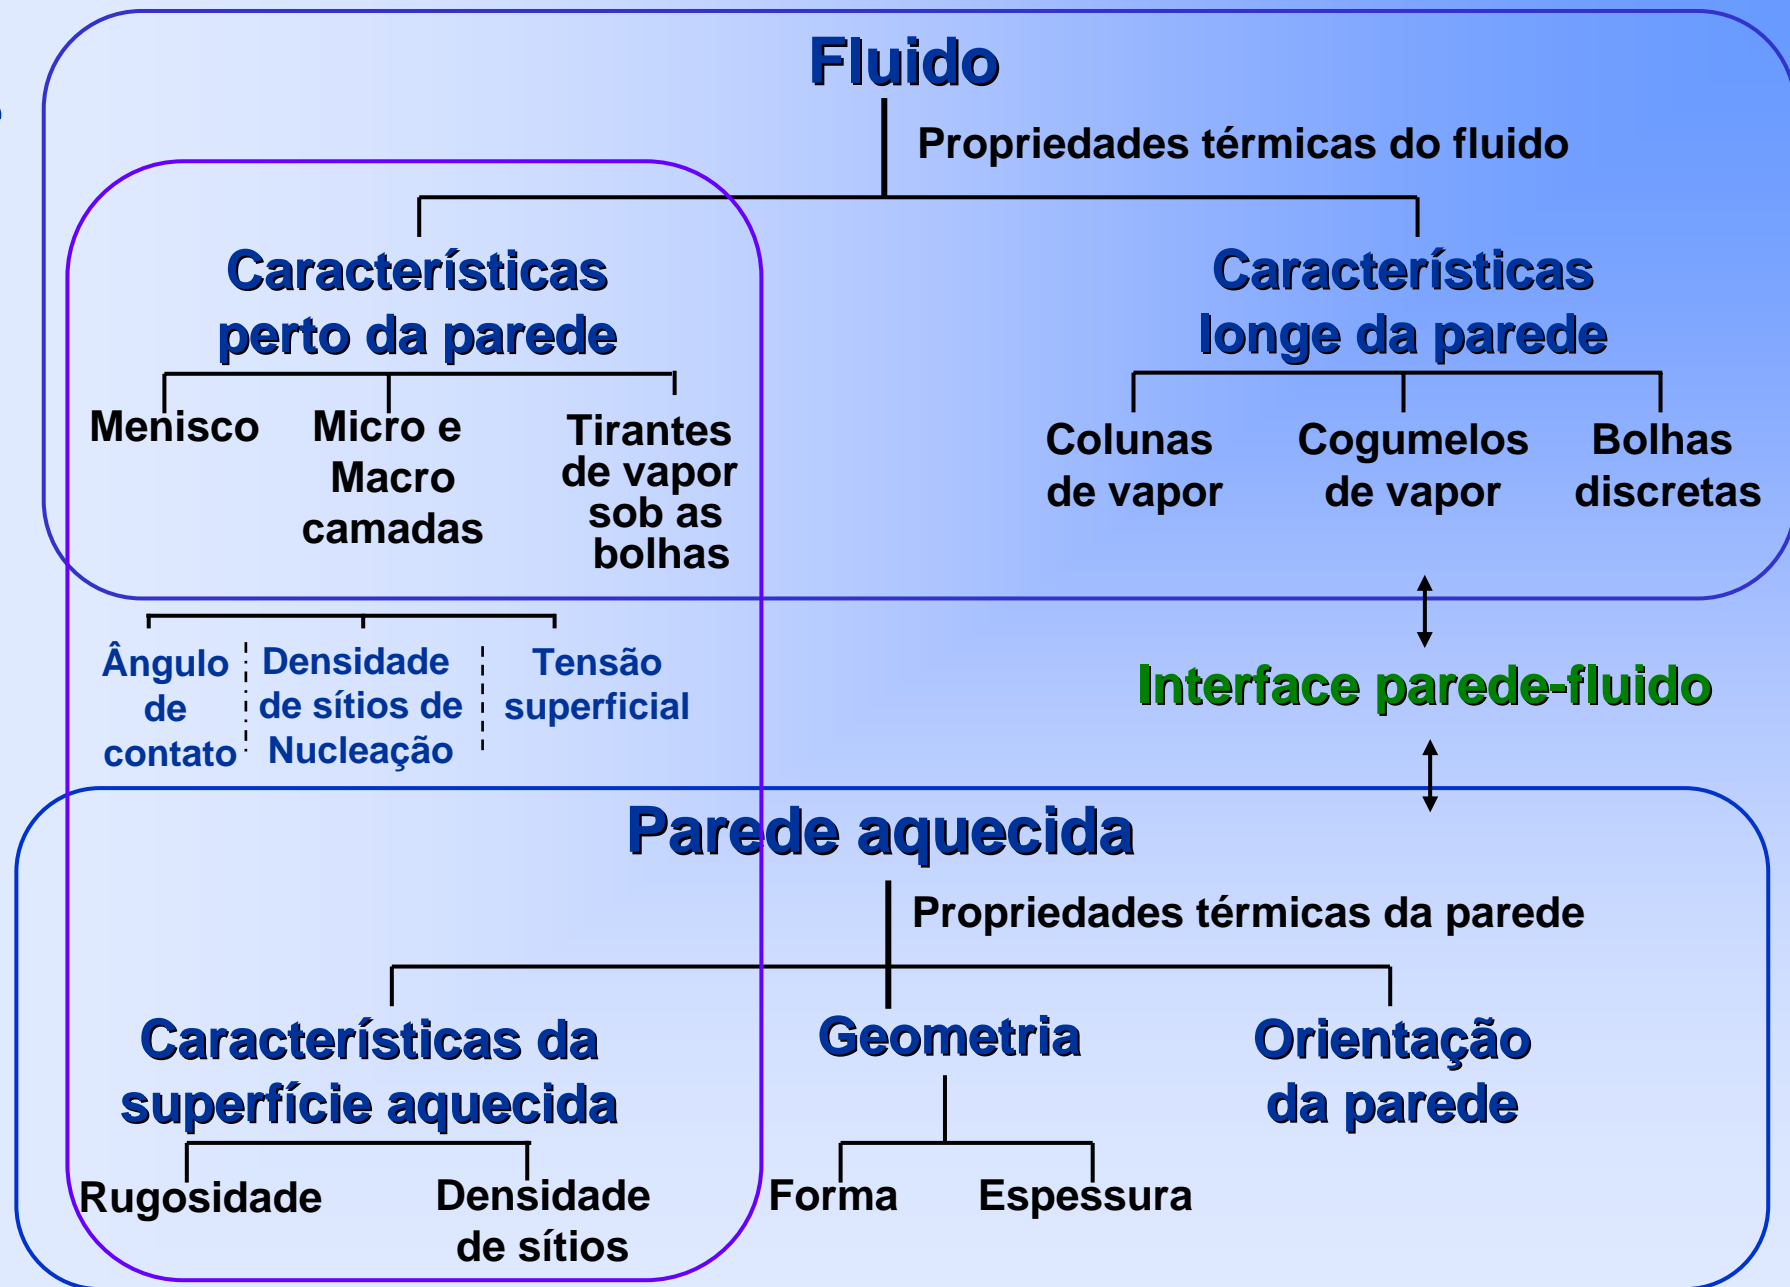 Fluido
Propriedades térmicas do fluido
Características
perto da parede
Características
longe da parede
Menisco
Micro e
Macro
camadas
Tirantes
de vapor
sob as
bolhas
Colunas
de vapor
Cogumelos
de vapor
Bolhas
discretas
Ângulo
de
contato
Densidade
de sítios de
Nucleação
Tensão
superficial
Interface parede-fluido
Parede aquecida
Propriedades térmicas da parede
Características da
superfície aquecida
Geometria
Orientação
da parede
Rugosidade
Densidade
de sítios
Forma
Espessura